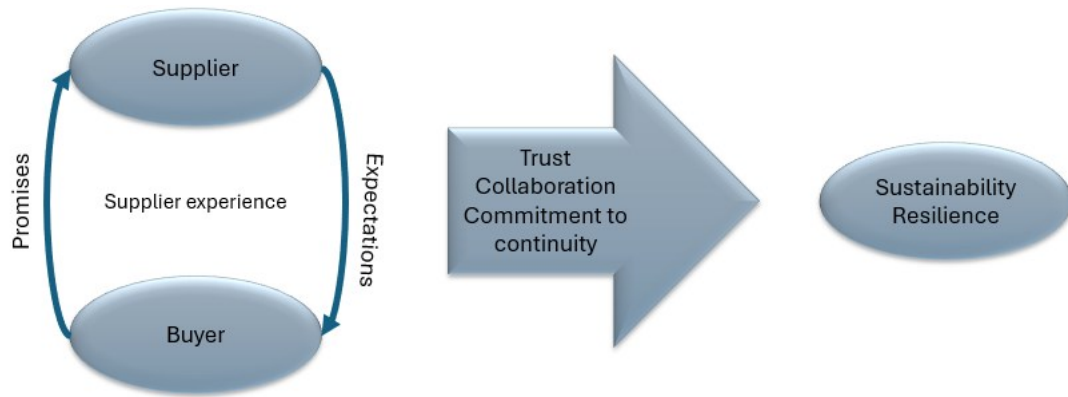 Supplier
Promises
Supplier experience
Expectations
Buyer
Trust
Collaboration
Commitment to
continuity
Sustainability
Resilience